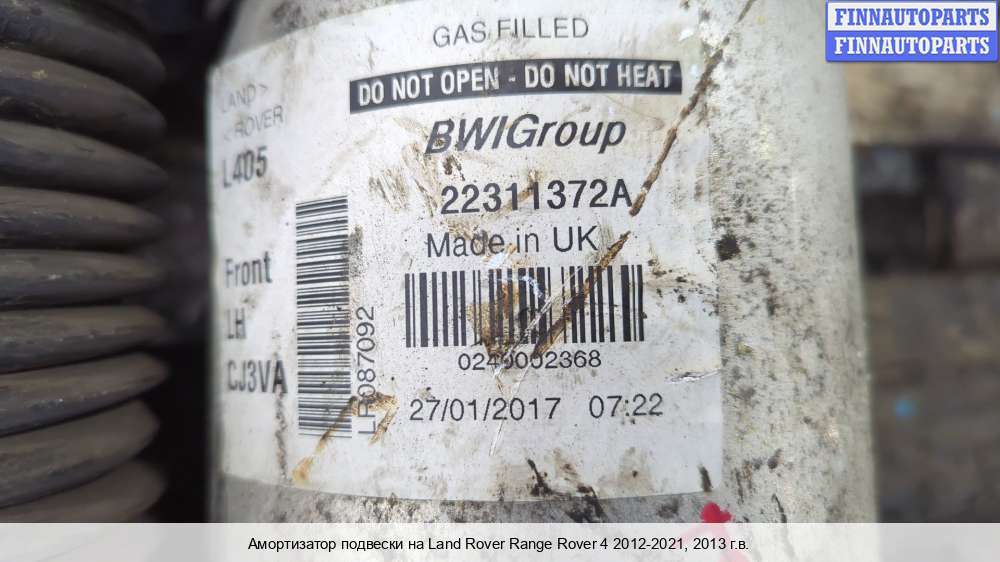 FINNAUTOPARTS
FINNAUTOPARTS
GAS FILLED
DO NOT OPEN - DO NOT HEAT
LAND >
< ROVER
L405
BWIGroup
22311372A
Made in UK
Front
LH
CJ3VA
LR087092
0240002368
27/01/2017 07:22
Амортизатор подвески на Land Rover Range Rover 4 2012-2021, 2013 г.в.